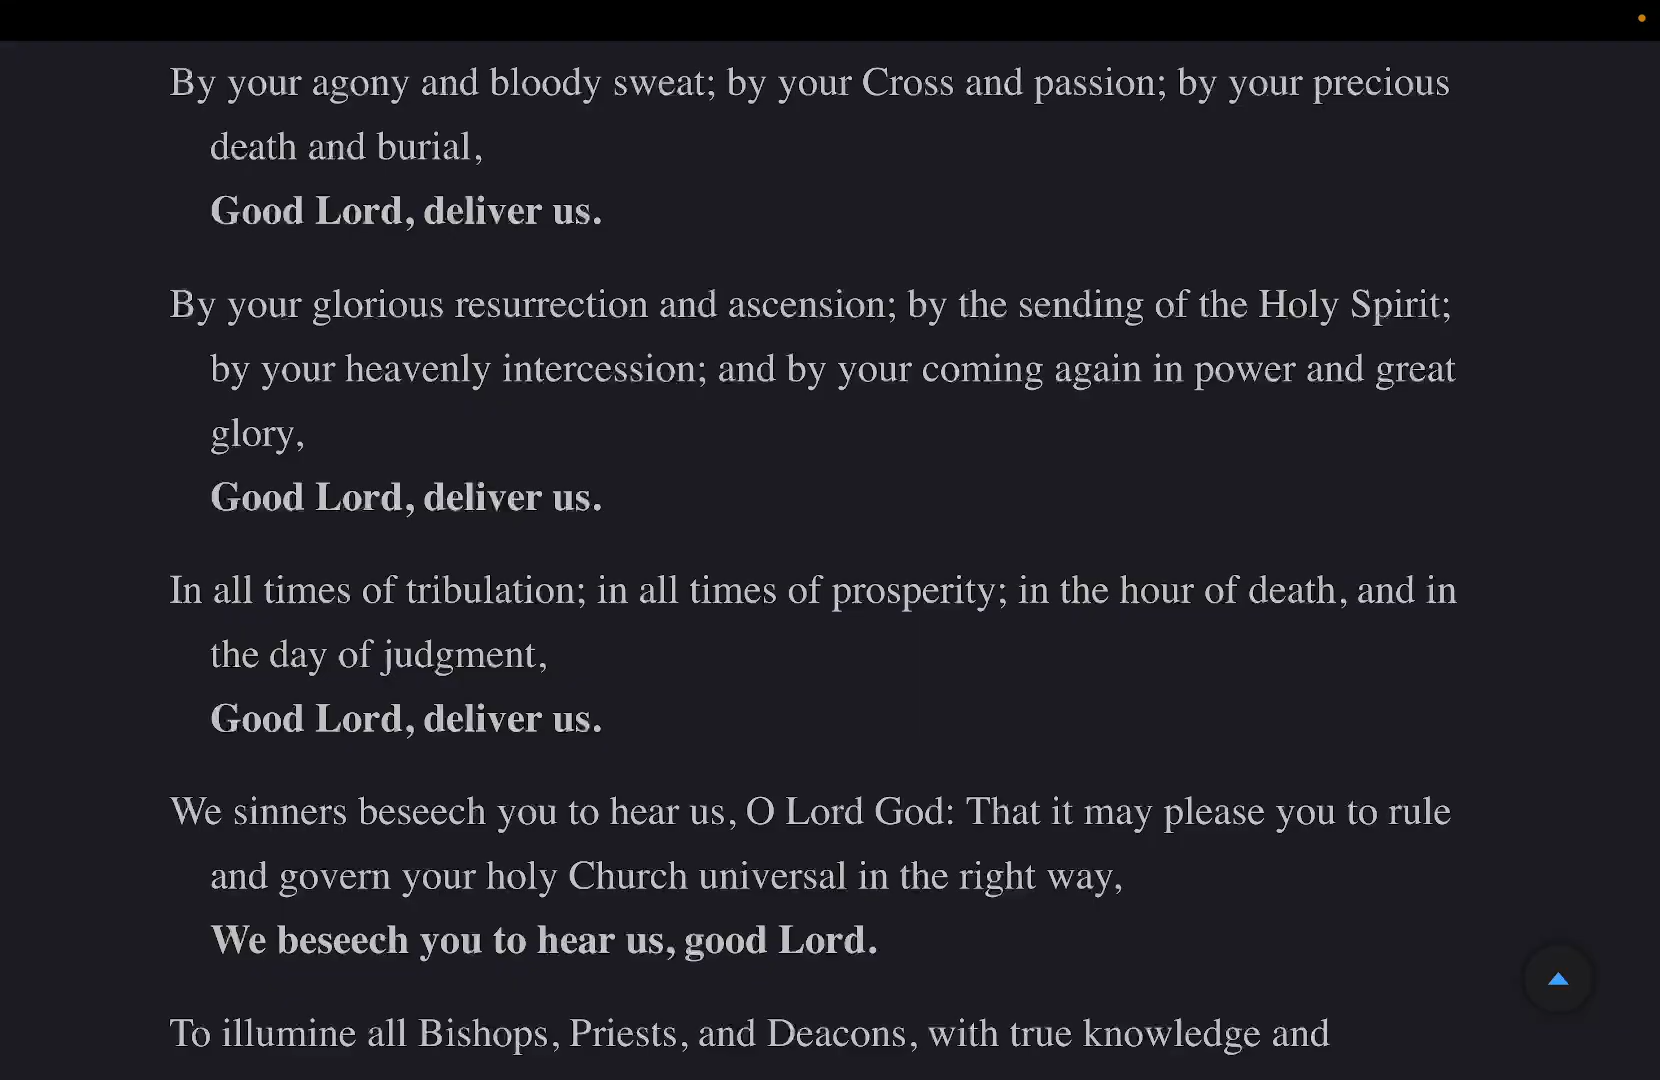 By your agony and bloody sweat; by your Cross and passion; by your precious
death and burial,
Good Lord, deliver us.
By your glorious resurrection and ascension; by the sending of the Holy Spirit;
by your heavenly intercession; and by your coming again in power and great
glory,
Good Lord, deliver us.
In all times of tribulation; in all times of prosperity; in the hour of death, and in
the day of judgment,
Good Lord, deliver us.
We sinners beseech you to hear us, O Lord God: That it may please you to rule
and govern your holy Church universal in the right way,
We beseech you to hear us, good Lord.
To illumine all Bishops, Priests, and Deacons, with true knowledge and